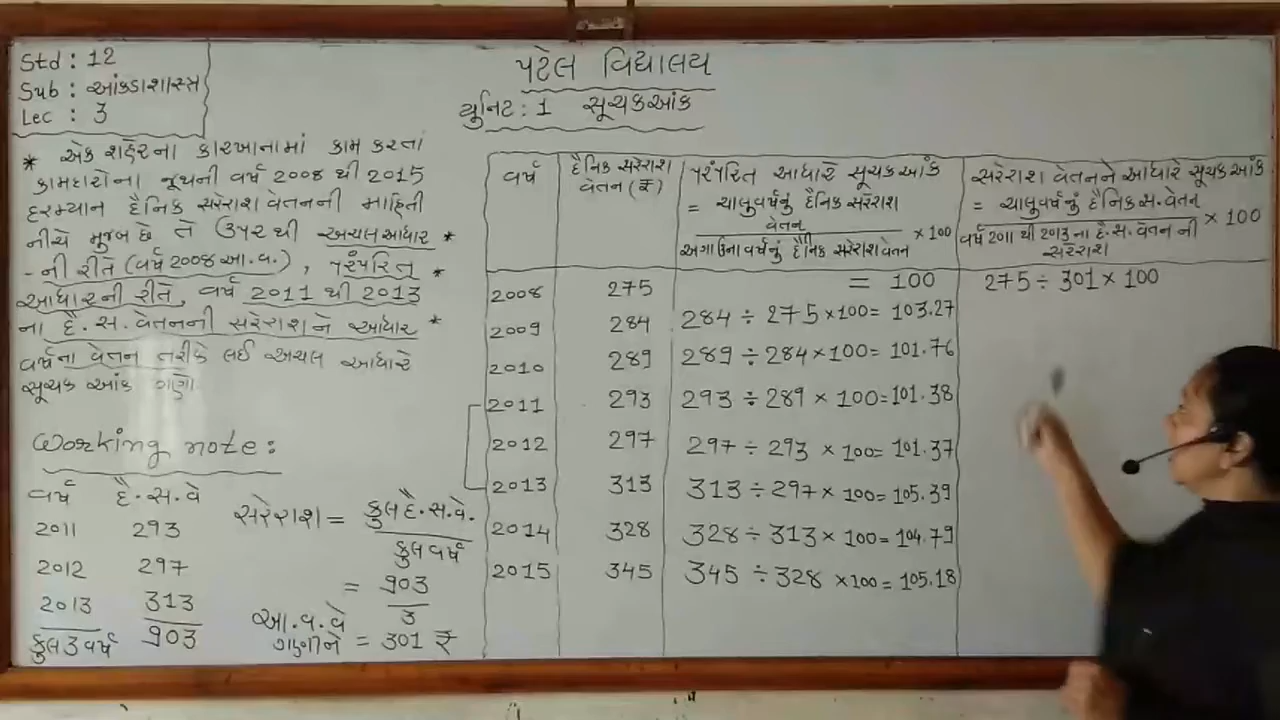 Std : 12
Sub : આંકડાશાસ્ત્ર
Lec : 3
પટેલ વિદ્યાલય
યુનિટ : 1 સૂચકઆંક
* એક શહેરના કારખાનામાં કામ કરતાં
કામદારોના જૂથની વર્ષ 2008 થી 2015
દરમ્યાન દૈનિક સરેરાશ વેતનની માહિતી
નીચે મુજબ છે તે ઉપરથી અચલ આધાર *
- ની રીતે (વર્ષ 2008 આ.વ.), પરંપરિત *
આધારની રીતે, વર્ષ 2011 થી 2013
ના દૈ. સ. વેતનની સરેરાશને આધાર *
વર્ષના વેતન તરીકે લઈ અચલ આધારે
સૂચક આંક ગણો.
Working note :
વર્ષ દૈ.સ.વે
2011 293
2012 297
2013 313
કુલ 3 વર્ષ 903
સરેરાશ = કુલ દૈ.સ.વે.
કુલ વર્ષ
= 903
3
આ.વ.વે
ગણીને = 301 ₹
વર્ષ
દૈનિક સરેરાશ
વેતન (₹)
પરંપરિત આધારે સૂચક આંક
= ચાલુવર્ષનું દૈનિક સરેરાશ
વેતન
અગાઉના વર્ષનું દૈનિક સરેરાશ વેતન × 100
સરેરાશ વેતનને આધારે સૂચક આંક
= ચાલુવર્ષનું દૈનિક સ.વેતન
વર્ષ 2011 થી 2013 ના દૈ.સ.વેતન ની × 100
સરેરાશ
2008 275 = 100 275 ÷ 301 × 100
2009 284 284 ÷ 275 × 100 = 103.27
2010 289 289 ÷ 284 × 100 = 101.76
2011 293 293 ÷ 289 × 100 = 101.38
2012 297 297 ÷ 293 × 100 = 101.37
2013 313 313 ÷ 297 × 100 = 105.39
2014 328 328 ÷ 313 × 100 = 104.79
2015 345 345 ÷ 328 × 100 = 105.18